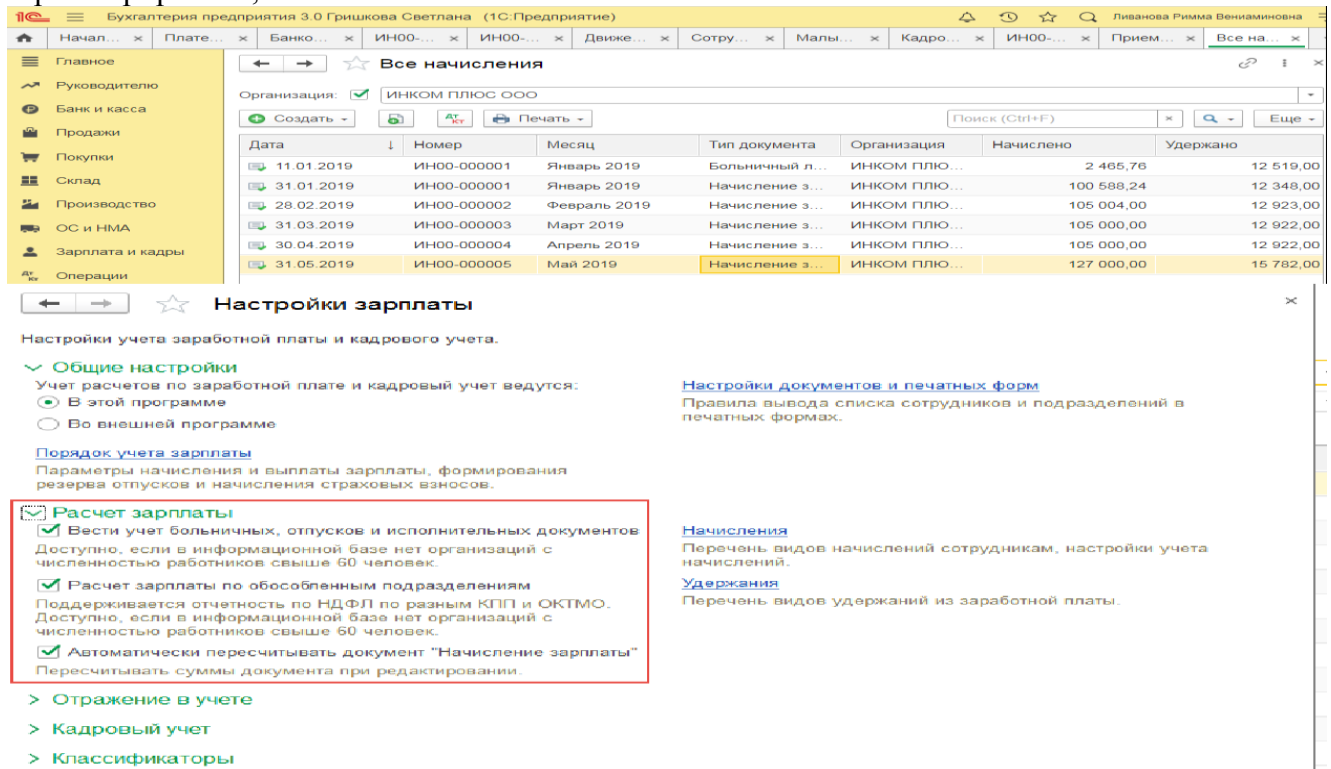 1С Бухгалтерия предприятия 3.0 Гришкова Светлана (1С:Предприятие) Ливанова Римма Вениаминовна
Начал... × Плате... × Банко... × ИН00-... × ИН00-... × Движе... × Сотру... × Малы... × Кадро... × ИН00-... × Прием... × Все на... ×
Главное
Руководителю
Банк и касса
Продажи
Покупки
Склад
Производство
ОС и НМА
Зарплата и кадры
Операции
Все начисления
Организация: ИНКОМ ПЛЮС ООО
Создать Дт Кт Печать Поиск (Ctrl+F) × Еще
Дата ↓ Номер Месяц Тип документа Организация Начислено Удержано
11.01.2019 ИН00-000001 Январь 2019 Больничный л... ИНКОМ ПЛЮ... 2 465,76 12 519,00
31.01.2019 ИН00-000001 Январь 2019 Начисление з... ИНКОМ ПЛЮ... 100 588,24 12 348,00
28.02.2019 ИН00-000002 Февраль 2019 Начисление з... ИНКОМ ПЛЮ... 105 004,00 12 923,00
31.03.2019 ИН00-000003 Март 2019 Начисление з... ИНКОМ ПЛЮ... 105 000,00 12 922,00
30.04.2019 ИН00-000004 Апрель 2019 Начисление з... ИНКОМ ПЛЮ... 105 000,00 12 922,00
31.05.2019 ИН00-000005 Май 2019 Начисление з... ИНКОМ ПЛЮ... 127 000,00 15 782,00
Настройки зарплаты ×
Настройки учета заработной платы и кадрового учета.
Общие настройки
Учет расчетов по заработной плате и кадровый учет ведутся:
В этой программе
Во внешней программе
Настройки документов и печатных форм
Правила вывода списка сотрудников и подразделений в
печатных формах.
Порядок учета зарплаты
Параметры начисления и выплаты зарплаты, формирования
резерва отпусков и начисления страховых взносов.
Расчет зарплаты
Вести учет больничных, отпусков и исполнительных документов
Доступно, если в информационной базе нет организаций с
численностью работников свыше 60 человек.
Расчет зарплаты по обособленным подразделениям
Поддерживается отчетность по НДФЛ по разным КПП и ОКТМО.
Доступно, если в информационной базе нет организаций с
численностью работников свыше 60 человек.
Автоматически пересчитывать документ "Начисление зарплаты"
Пересчитывать суммы документа при редактировании.
Начисления
Перечень видов начислений сотрудникам, настройки учета
начислений.
Удержания
Перечень видов удержаний из заработной платы.
Отражение в учете
Кадровый учет
Классификаторы